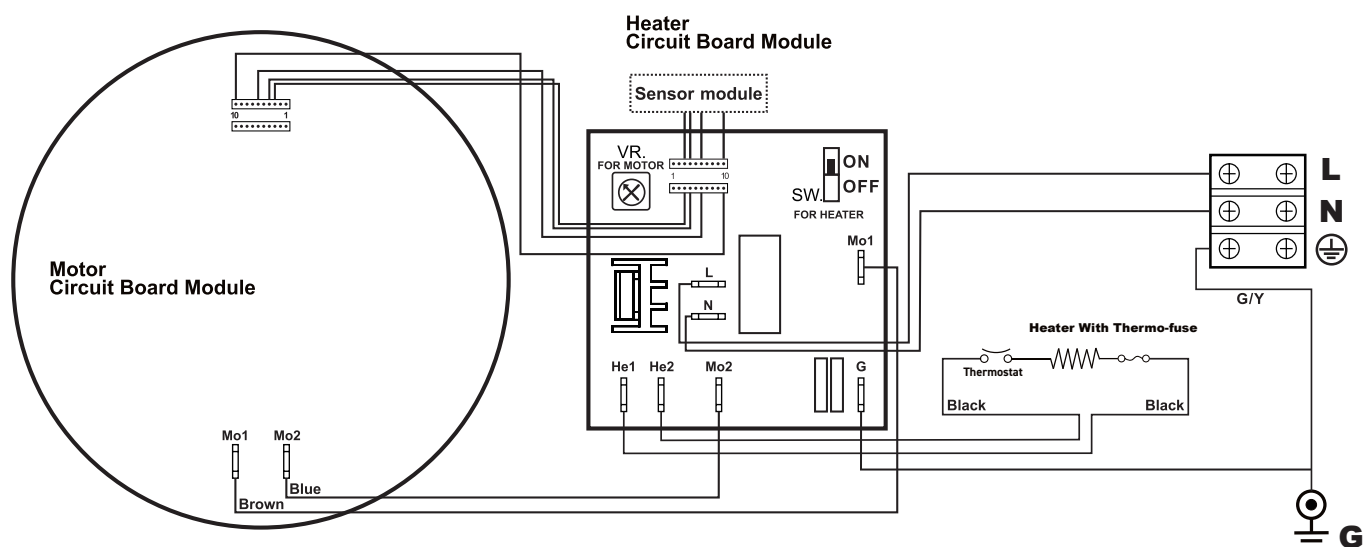 Heater
Circuit Board Module
Sensor module
10 1
VR.
FOR MOTOR
1 10
ON
OFF
SW.
FOR HEATER
L
N
Mo1
Motor
Circuit Board Module
L
N
G/Y
Heater With Thermo-fuse
Thermostat
He1 He2 Mo2 G
Black Black
Mo1 Mo2
Blue
Brown
G